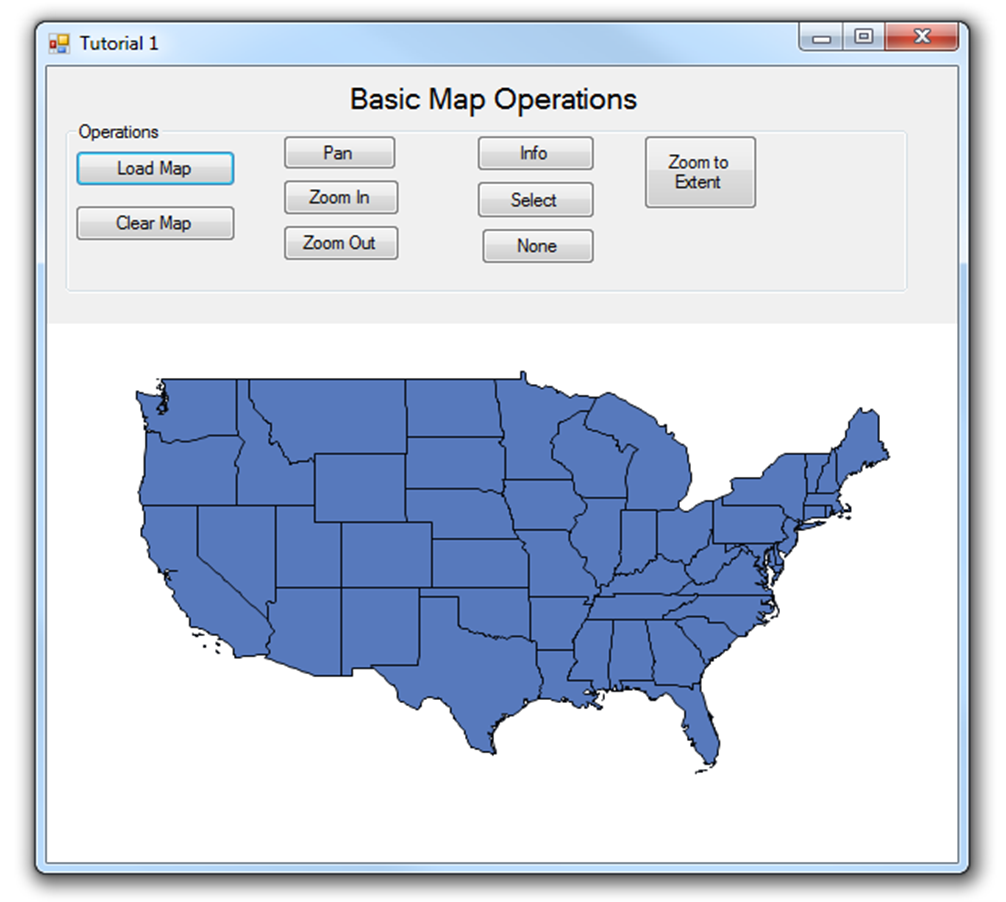 Tutorial 1
Basic Map Operations
Operations
Load Map
Clear Map
Pan
Zoom In
Zoom Out
Info
Select
None
Zoom to
Extent